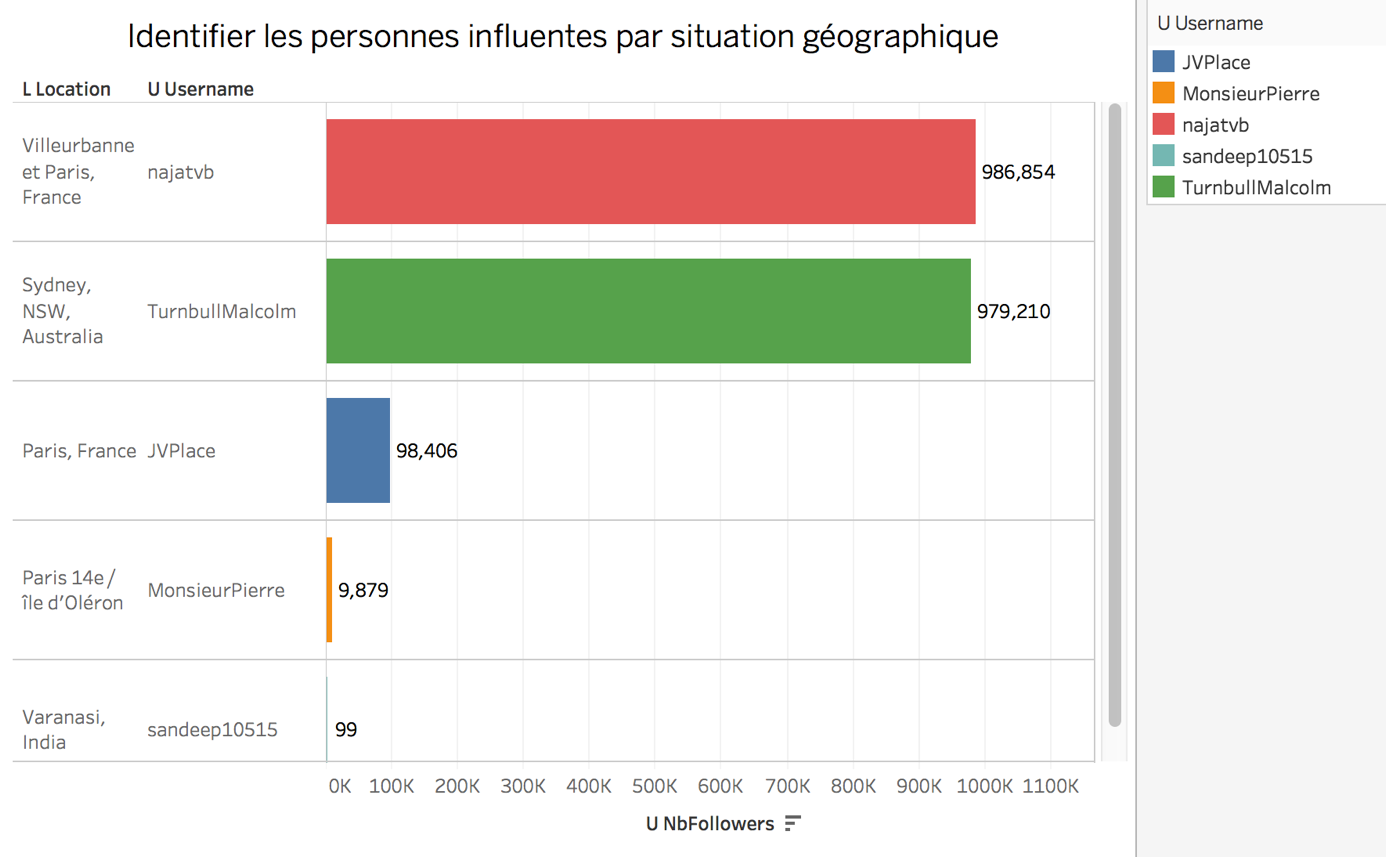 Identifier les personnes influentes par situation géographique
L Location U Username
Villeurbanne
et Paris,
France
najatvb
986,854
Sydney,
NSW,
Australia
TurnbullMalcolm
979,210
Paris, France
JVPlace
98,406
Paris 14e /
île d’Oléron
MonsieurPierre
9,879
Varanasi,
India
sandeep10515
99
0K 100K 200K 300K 400K 500K 600K 700K 800K 900K 1000K 1100K
U NbFollowers
U Username
JVPlace
MonsieurPierre
najatvb
sandeep10515
TurnbullMalcolm